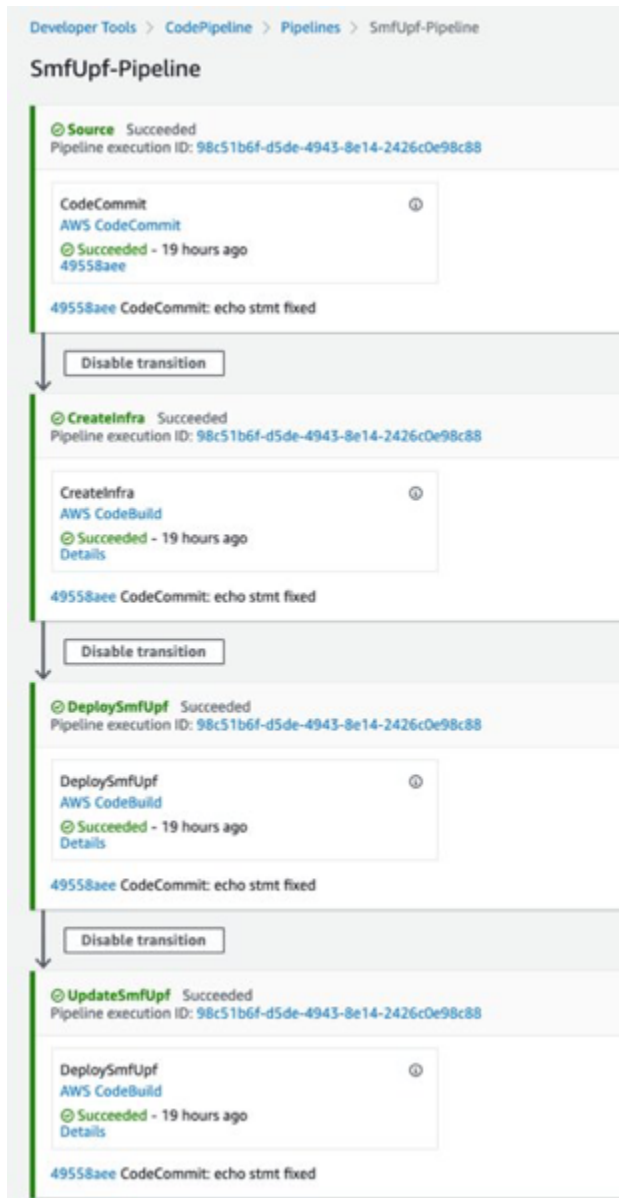 Developer Tools > CodePipeline > Pipelines > SmfUpf-Pipeline
SmfUpf-Pipeline
Source Succeeded
Pipeline execution ID: 98c51b6f-d5de-4943-8e14-2426c0e98c88
CodeCommit
AWS CodeCommit
Succeeded - 19 hours ago
49558aee
49558aee CodeCommit: echo stmt fixed
Disable transition
CreateInfra Succeeded
Pipeline execution ID: 98c51b6f-d5de-4943-8e14-2426c0e98c88
CreateInfra
AWS CodeBuild
Succeeded - 19 hours ago
Details
49558aee CodeCommit: echo stmt fixed
Disable transition
DeploySmfUpf Succeeded
Pipeline execution ID: 98c51b6f-d5de-4943-8e14-2426c0e98c88
DeploySmfUpf
AWS CodeBuild
Succeeded - 19 hours ago
Details
49558aee CodeCommit: echo stmt fixed
Disable transition
UpdateSmfUpf Succeeded
Pipeline execution ID: 98c51b6f-d5de-4943-8e14-2426c0e98c88
DeploySmfUpf
AWS CodeBuild
Succeeded - 19 hours ago
Details
49558aee CodeCommit: echo stmt fixed